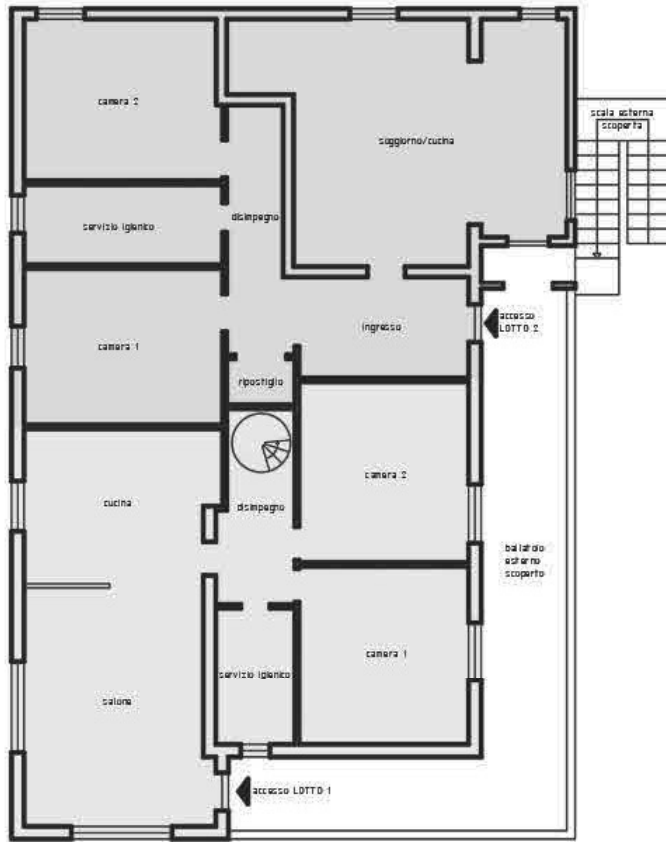 camera 2
soggiorno/cucina
scala esterna
scoperta
servizio igienico
disimpegno
camera 1
ingresso
accesso
LOTTO 2
ripostiglio
cucina
disimpegno
camera 2
ballatoio
esterno
scoperto
camera 1
servizio igienico
salone
accesso LOTTO 1